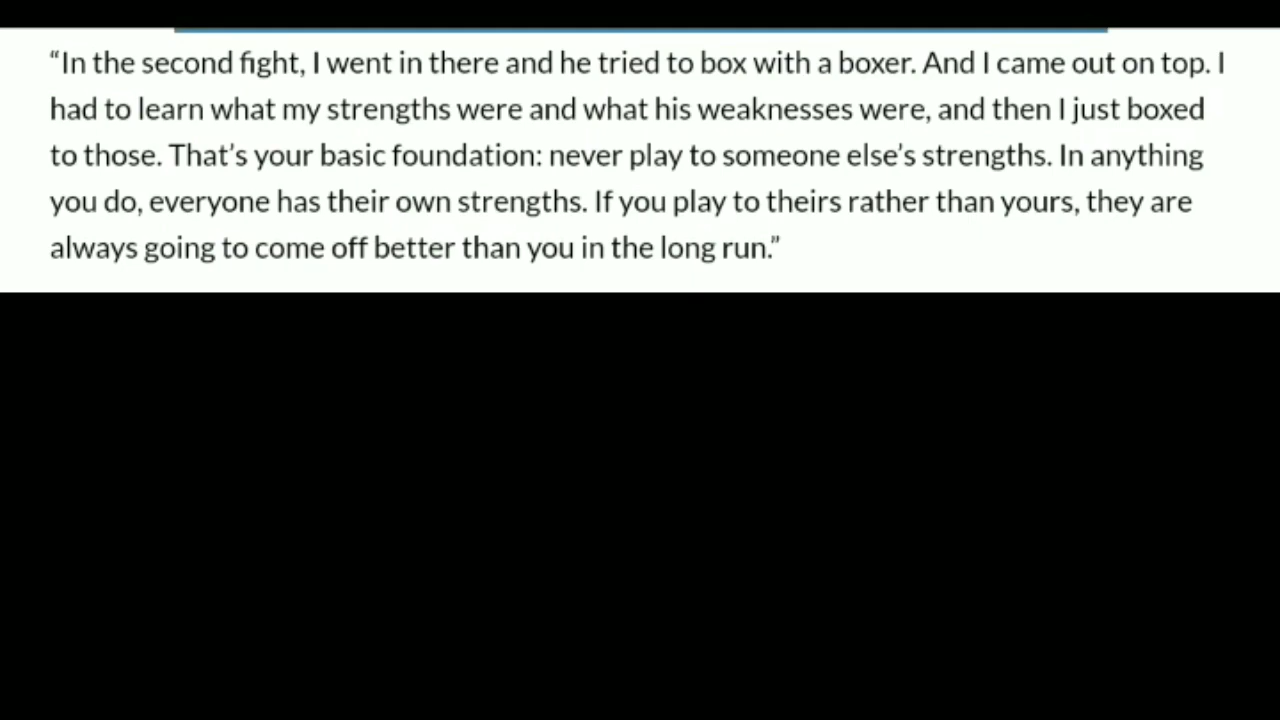 “In the second fight, I went in there and he tried to box with a boxer. And I came out on top. I
had to learn what my strengths were and what his weaknesses were, and then I just boxed
to those. That’s your basic foundation: never play to someone else’s strengths. In anything
you do, everyone has their own strengths. If you play to theirs rather than yours, they are
always going to come off better than you in the long run.”